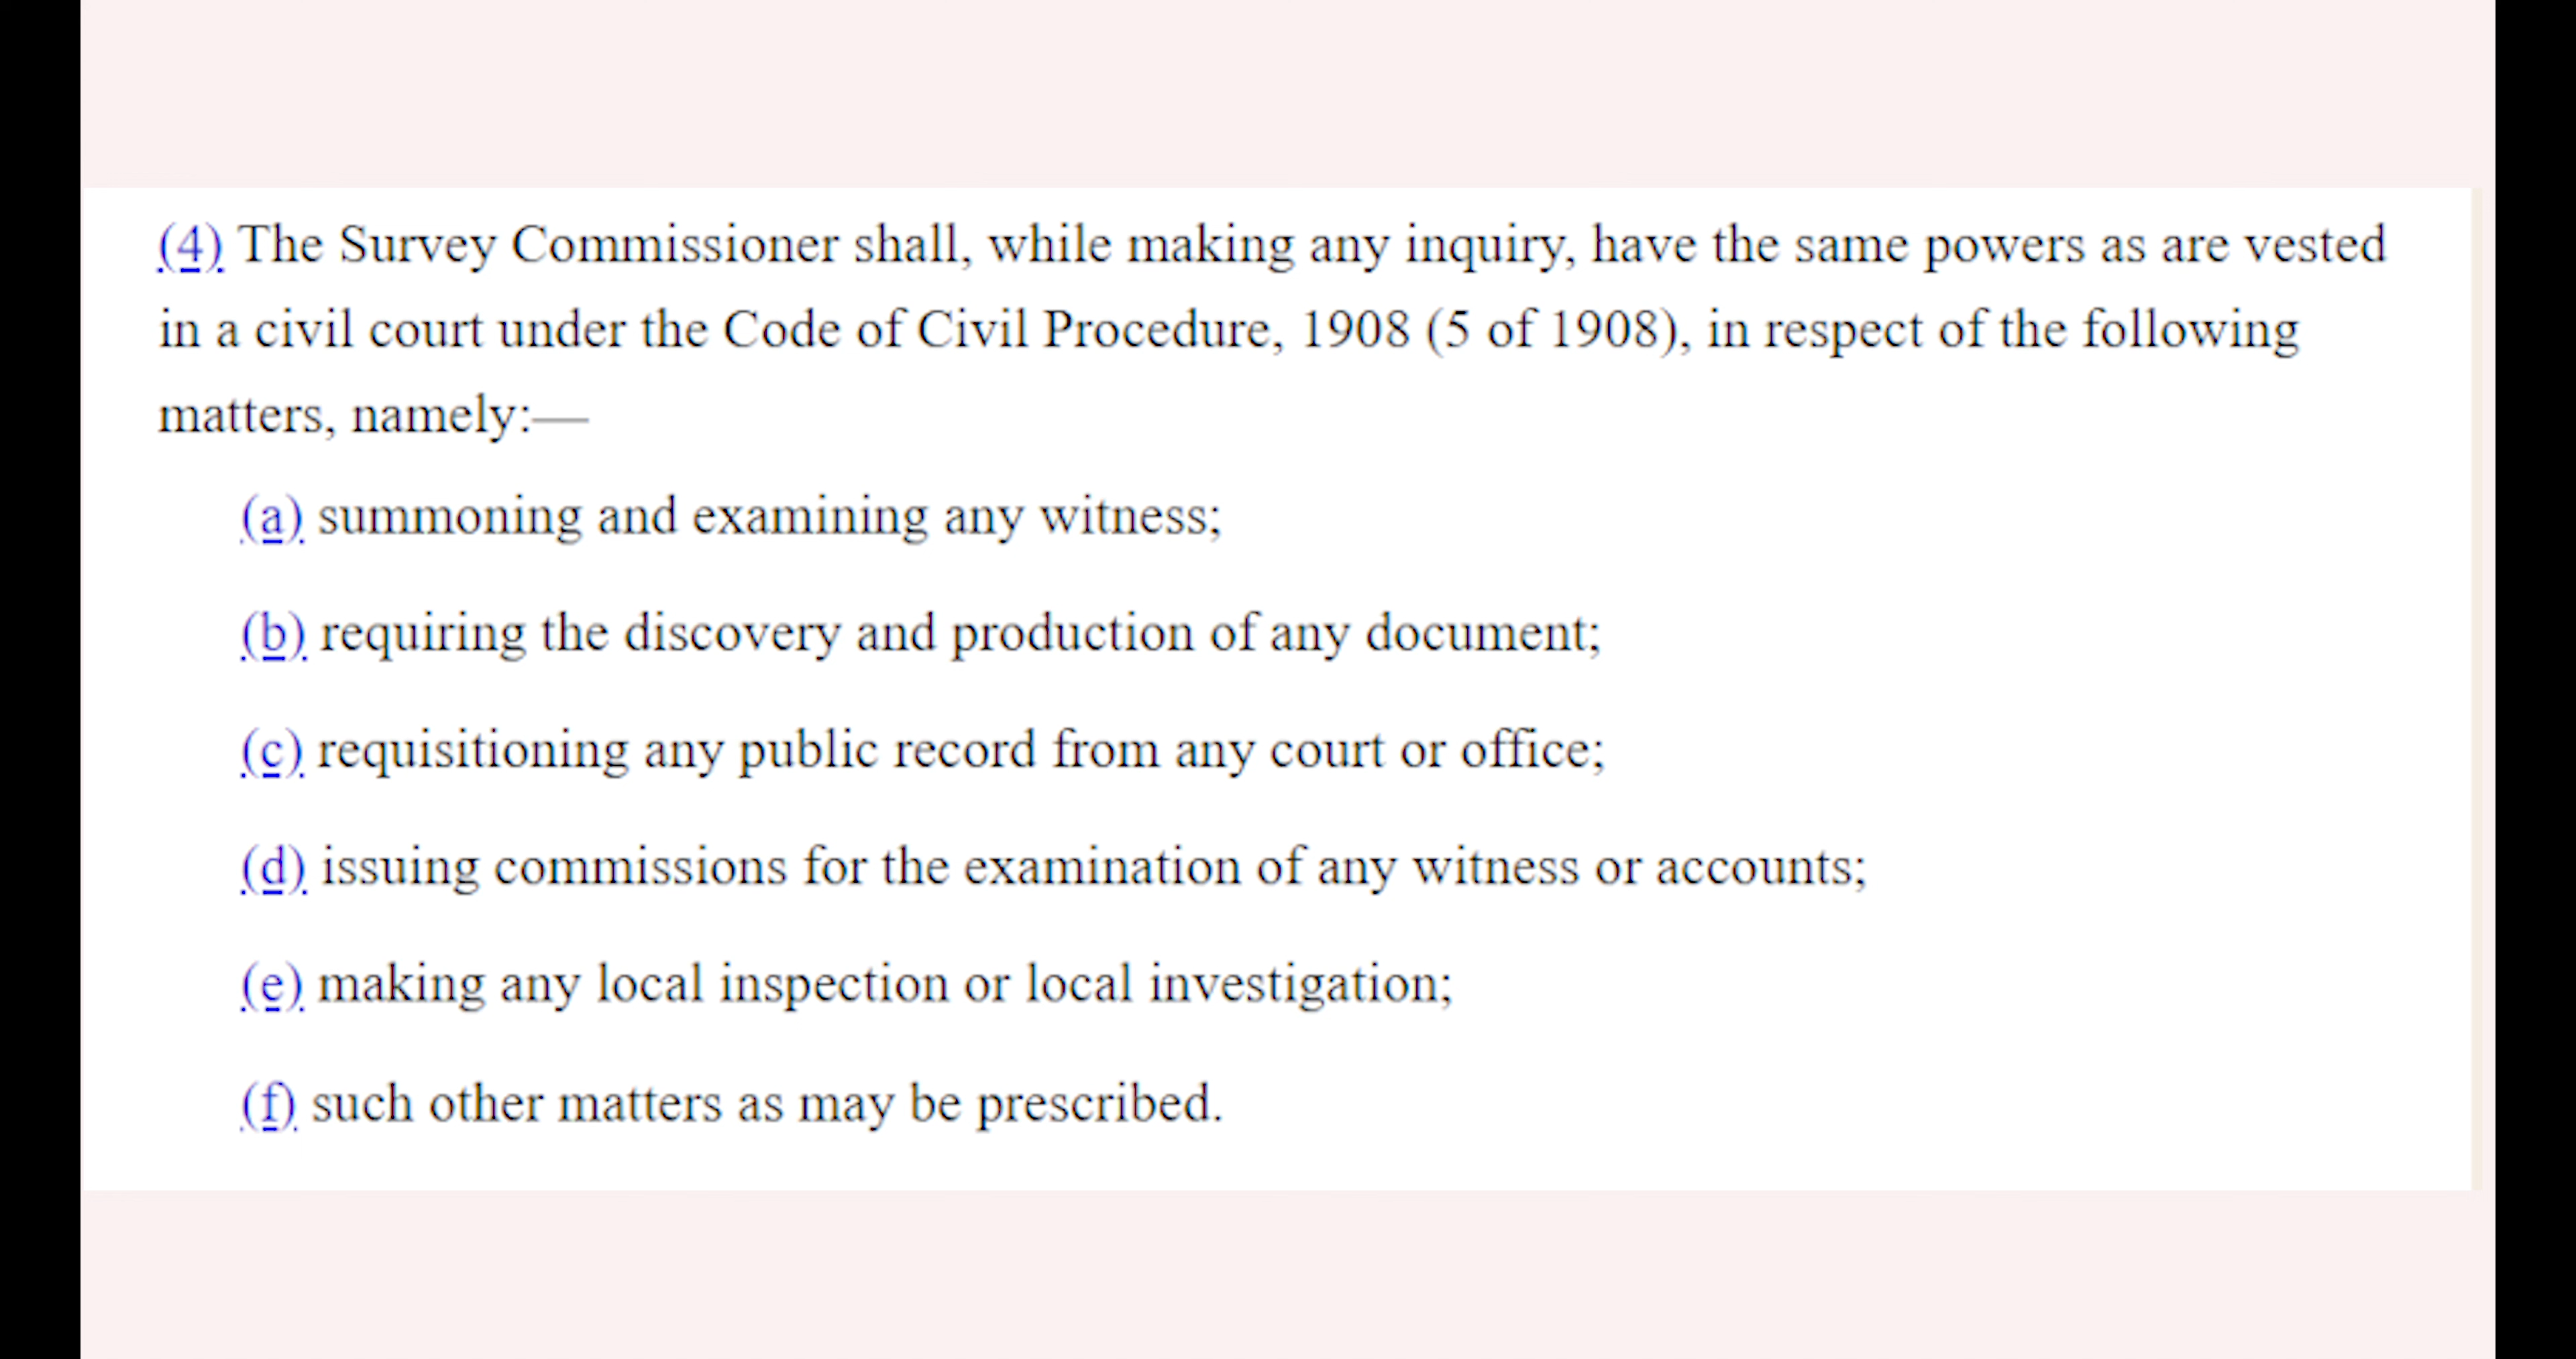 (4) The Survey Commissioner shall, while making any inquiry, have the same powers as are vested
in a civil court under the Code of Civil Procedure, 1908 (5 of 1908), in respect of the following
matters, namely:—
(a) summoning and examining any witness;
(b) requiring the discovery and production of any document;
(c) requisitioning any public record from any court or office;
(d) issuing commissions for the examination of any witness or accounts;
(e) making any local inspection or local investigation;
(f) such other matters as may be prescribed.